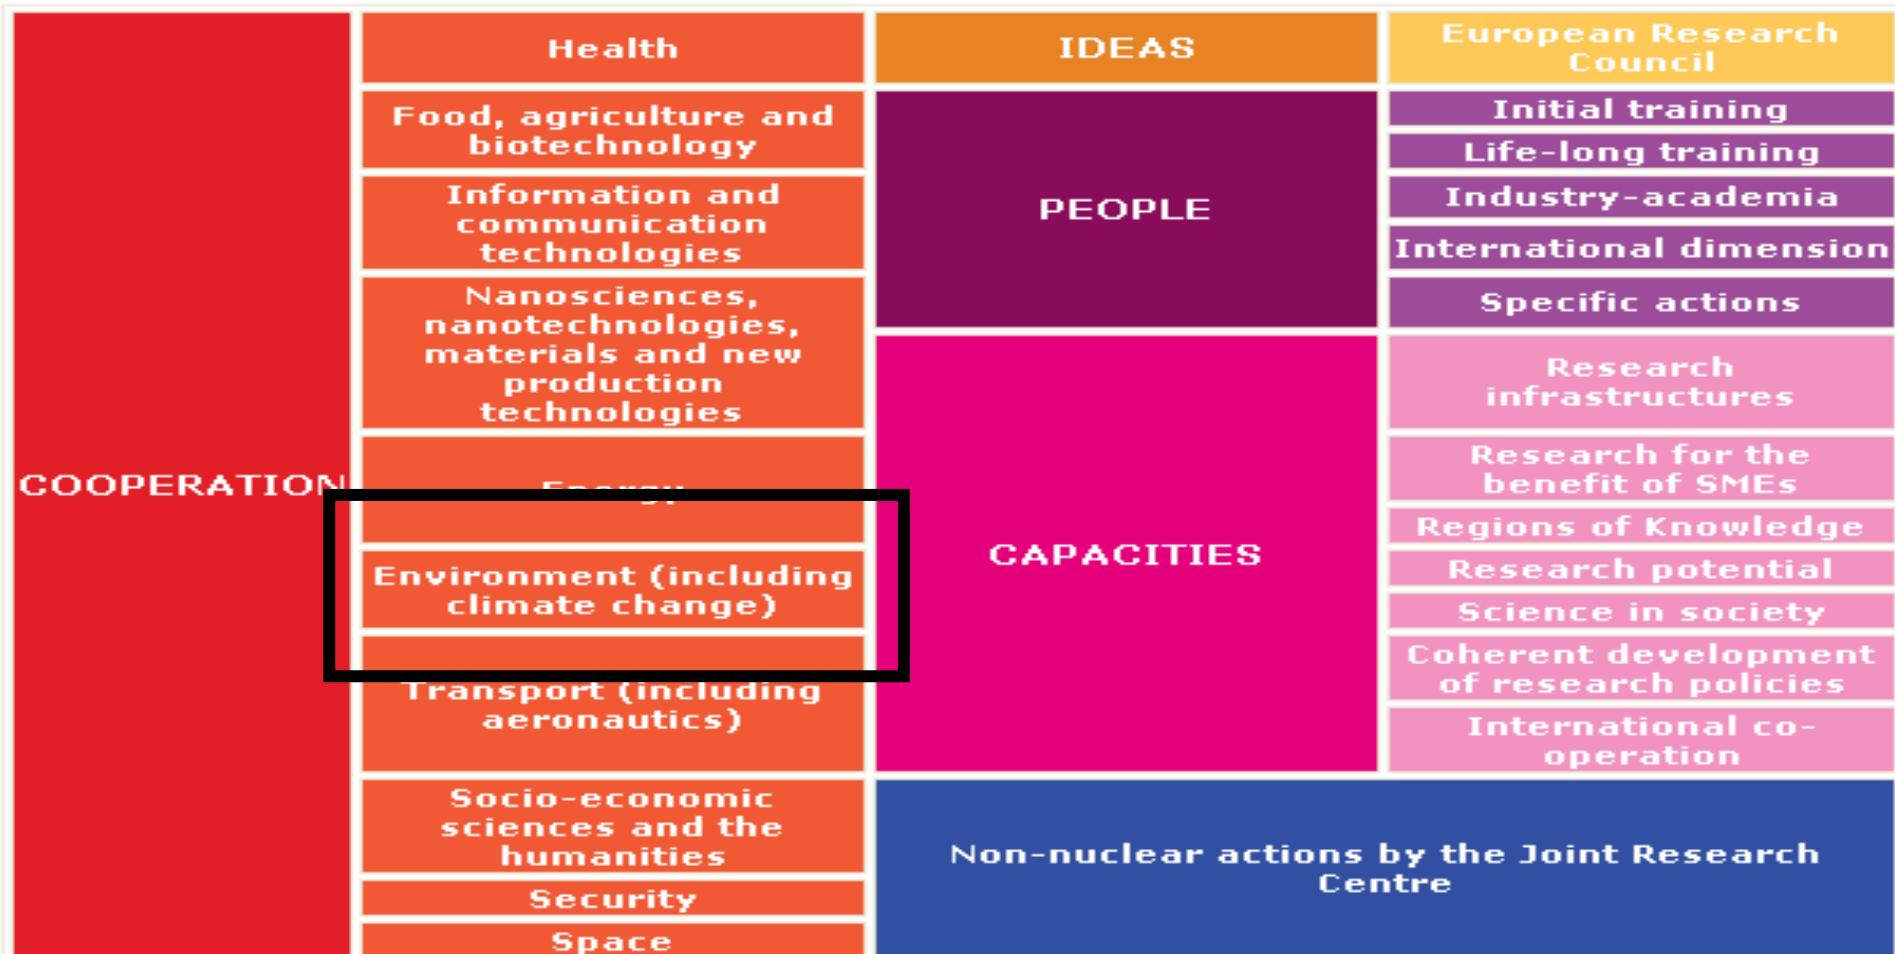 COOPERATION
Health
Food, agriculture and
biotechnology
Information and
communication
technologies
Nanosciences,
nanotechnologies,
materials and new
production
technologies
Energy
Environment (including
climate change)
Transport (including
aeronautics)
Socio-economic
sciences and the
humanities
Security
Space
IDEAS
European Research
Council
PEOPLE
Initial training
Life-long training
Industry-academia
International dimension
Specific actions
CAPACITIES
Research
infrastructures
Research for the
benefit of SMEs
Regions of Knowledge
Research potential
Science in society
Coherent development
of research policies
International co-
operation
Non-nuclear actions by the Joint Research
Centre